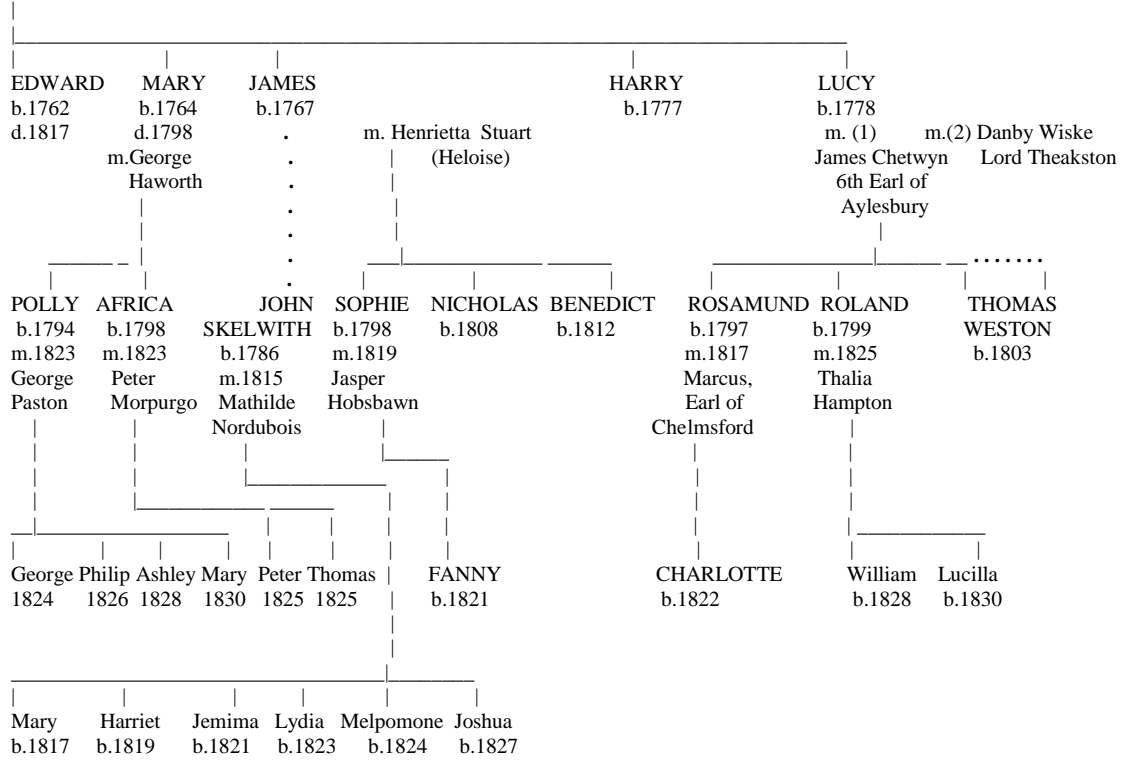 EDWARD MARY JAMES HARRY LUCY
b.1762 b.1764 b.1767 b.1777 b.1778
d.1817 d.1798 m. Henrietta Stuart m. (1) m.(2) Danby Wiske
m.George (Heloise) James Chetwyn Lord Theakston
Haworth 6th Earl of
Aylesbury
POLLY AFRICA JOHN SOPHIE NICHOLAS BENEDICT ROSAMUND ROLAND THOMAS
b.1794 b.1798 SKELWITH b.1798 b.1808 b.1812 b.1797 b.1799 WESTON
m.1823 m.1823 b.1786 m.1819 m.1817 m.1825 b.1803
George Peter m.1815 Jasper Marcus, Thalia
Paston Morpurgo Mathilde Hobsbawn Earl of Hampton
Nordubois Chelmsford
George Philip Ashley Mary Peter Thomas FANNY CHARLOTTE William Lucilla
1824 1826 1828 1830 1825 1825 b.1821 b.1822 b.1828 b.1830
Mary Harriet Jemima Lydia Melpomone Joshua
b.1817 b.1819 b.1821 b.1823 b.1824 b.1827